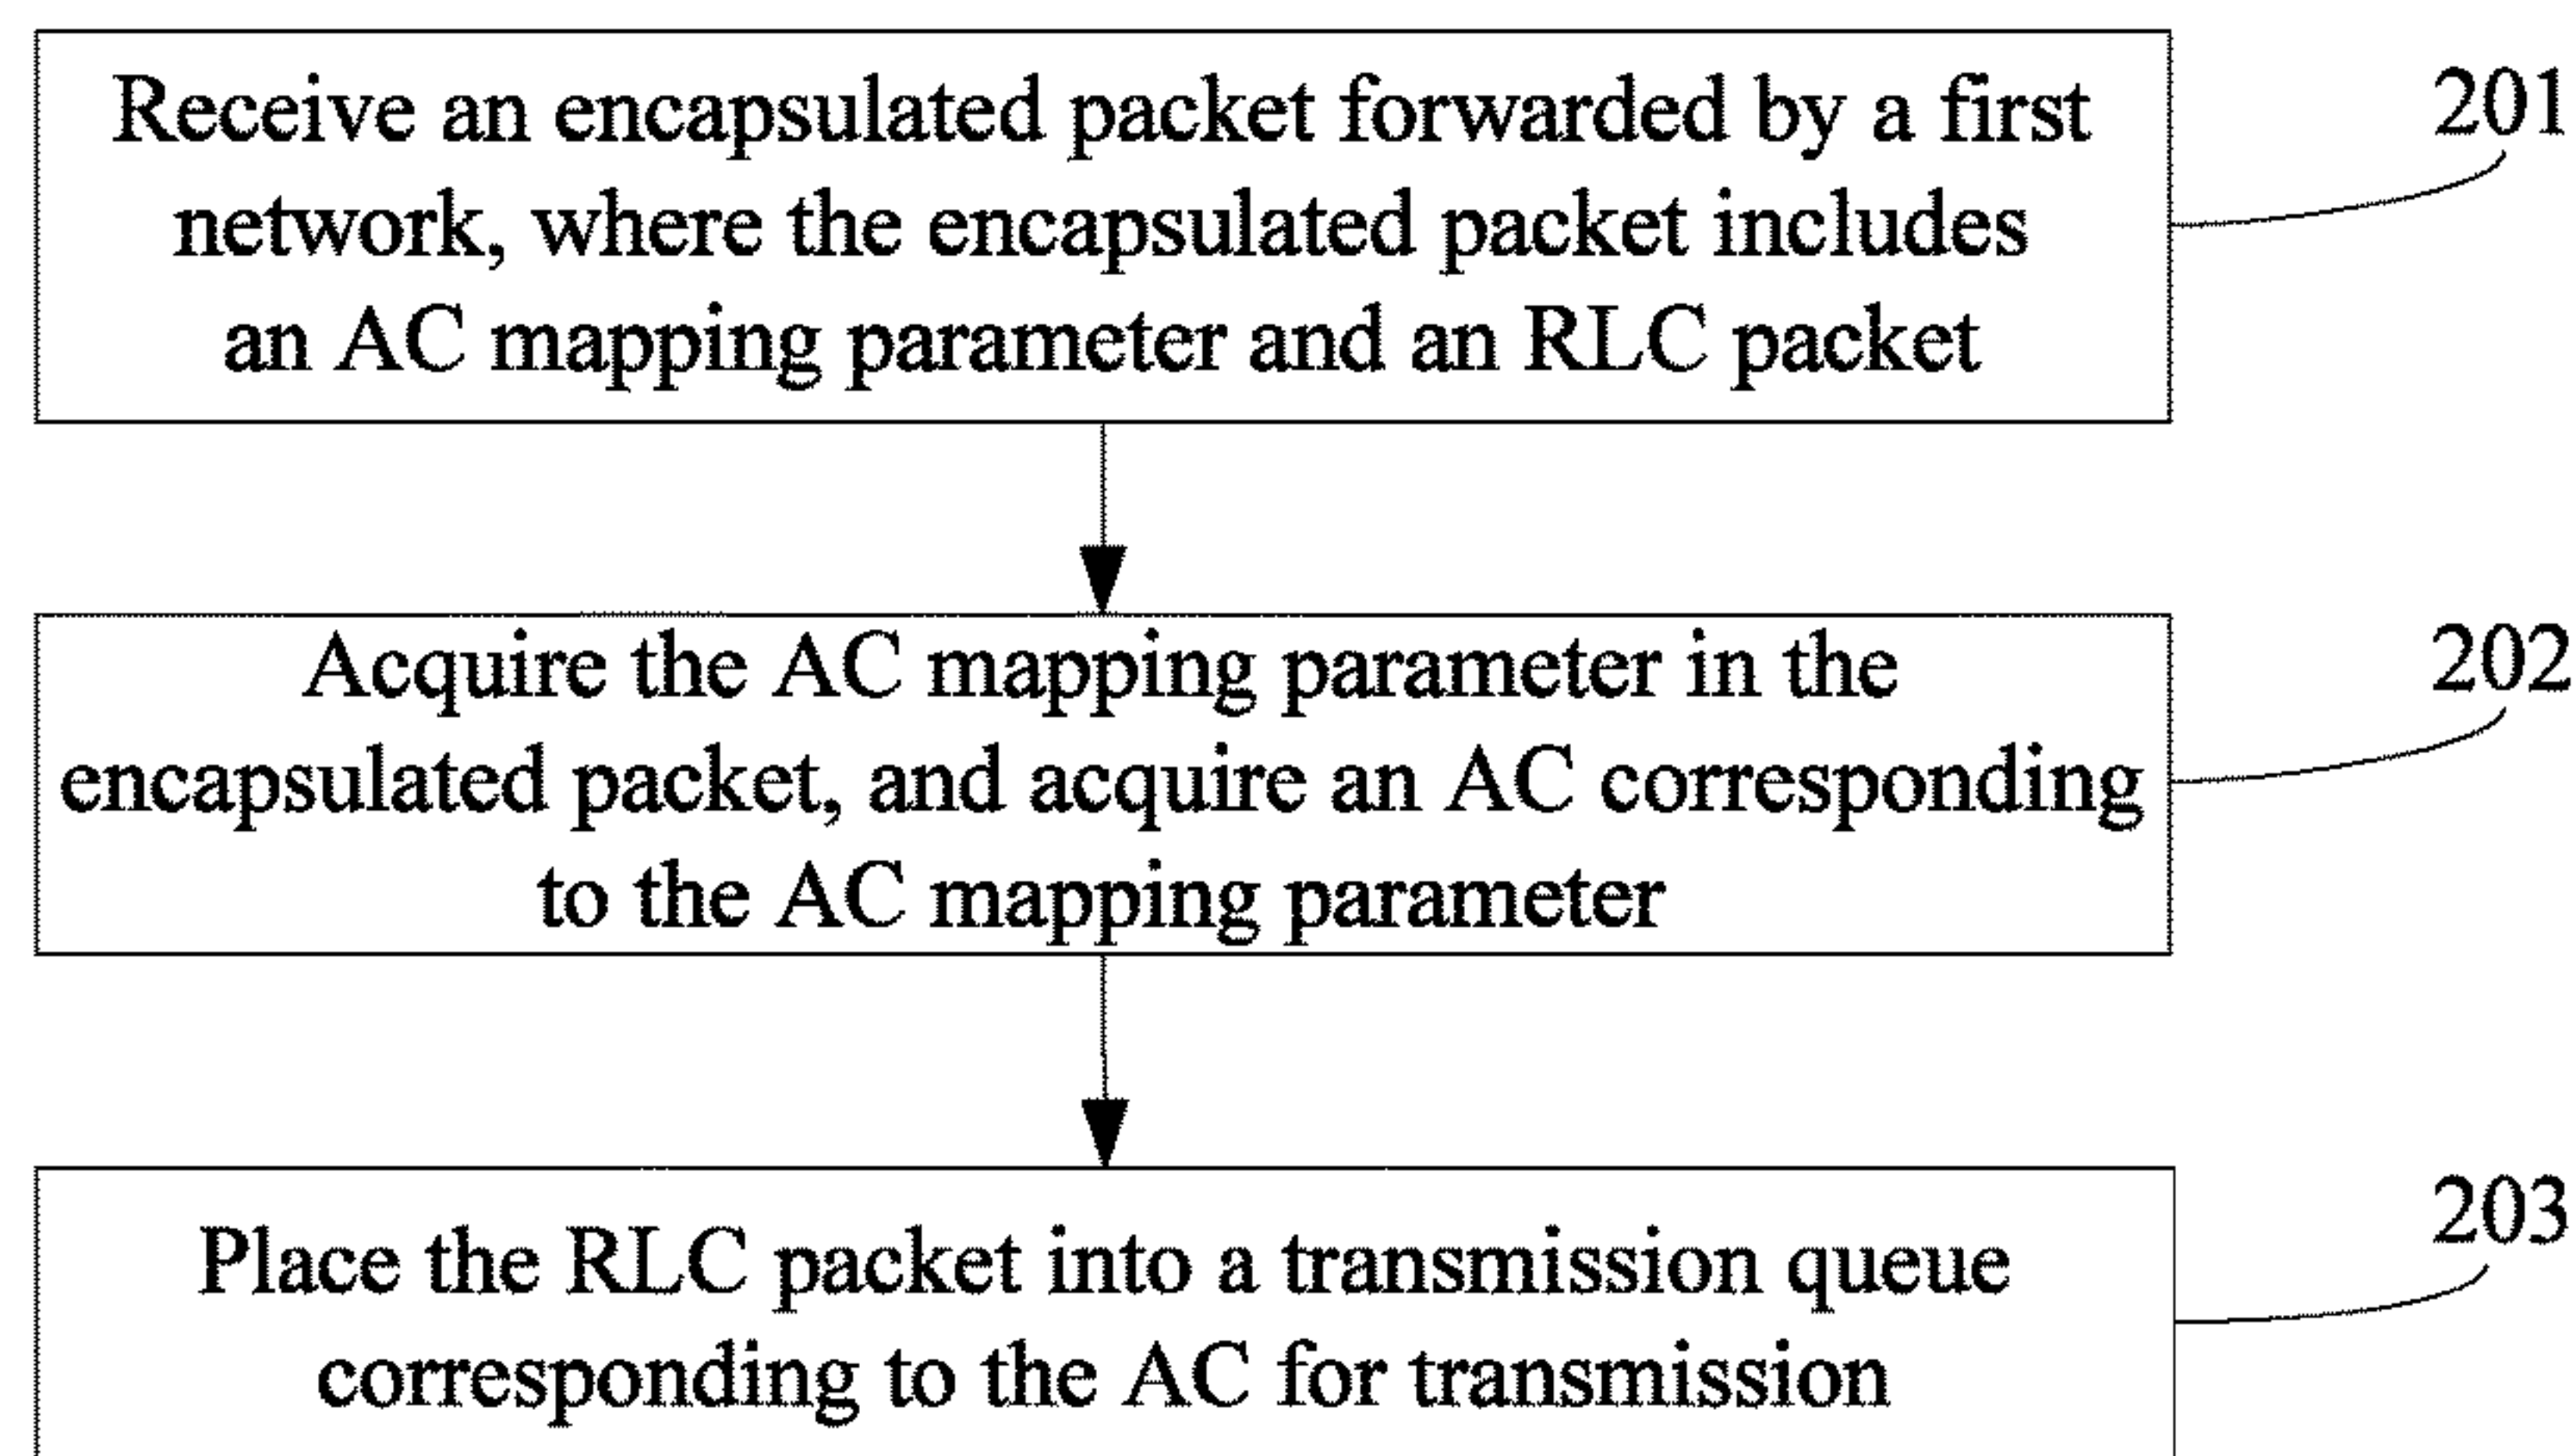 Receive an encapsulated packet forwarded by a first
network, where the encapsulated packet includes
an AC mapping parameter and an RLC packet
201
Acquire the AC mapping parameter in the
encapsulated packet, and acquire an AC corresponding
to the AC mapping parameter
202
Place the RLC packet into a transmission queue
corresponding to the AC for transmission
203